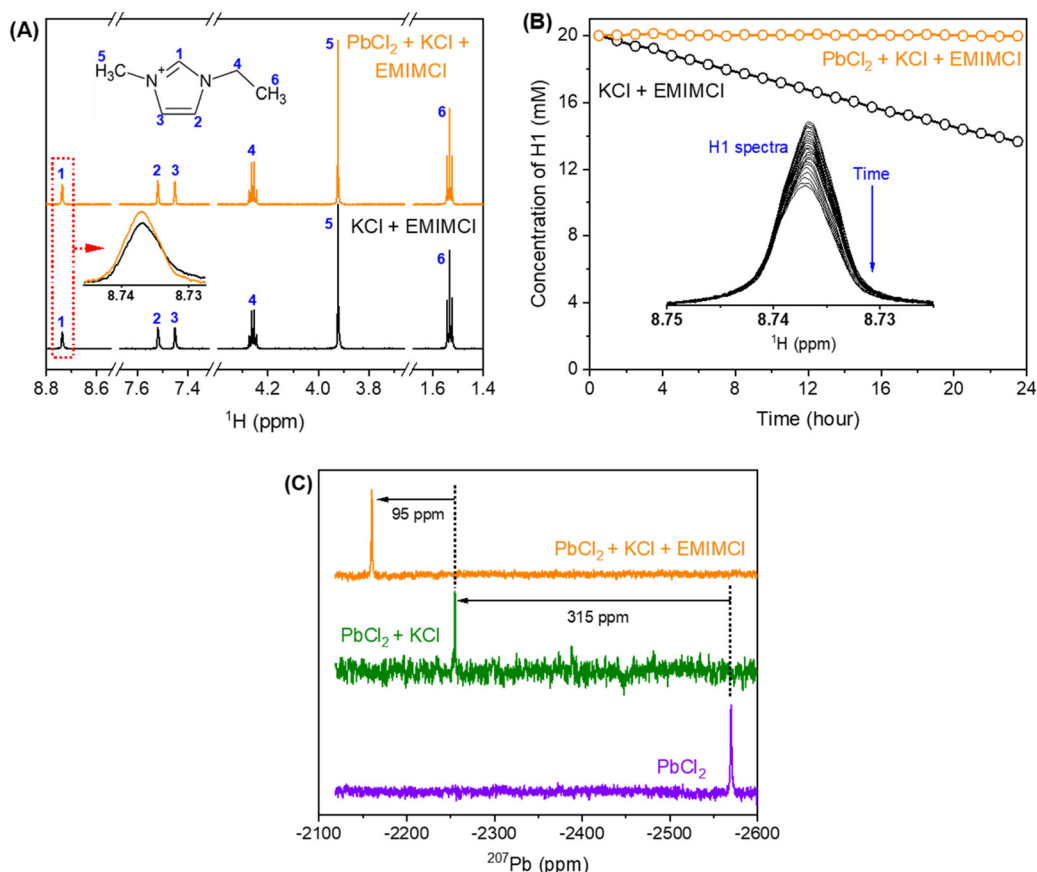 (A)
5
H₃C
N
+
1
N
4
6
CH₃
3
2
5
PbCl₂ + KCl +
EMIMCl
1
2
3
4
6
KCl + EMIMCl
5
8.74
8.73
1
2
3
4
6
8.8
8.6
7.6
7.4
4.2
3.9
3.6
1.6
1.4
¹H (ppm)
(B)
20
16
12
8
4
0
Concentration of H1 (mM)
PbCl₂ + KCl + EMIMCl
KCl + EMIMCl
H1 spectra
Time
8.75
8.74
8.73
¹H (ppm)
0
4
8
12
16
20
24
Time (hour)
(C)
95 ppm
PbCl₂ + KCl + EMIMCl
315 ppm
PbCl₂ + KCl
PbCl₂
-2100
-2200
-2300
-2400
-2500
-2600
²⁰⁷Pb (ppm)